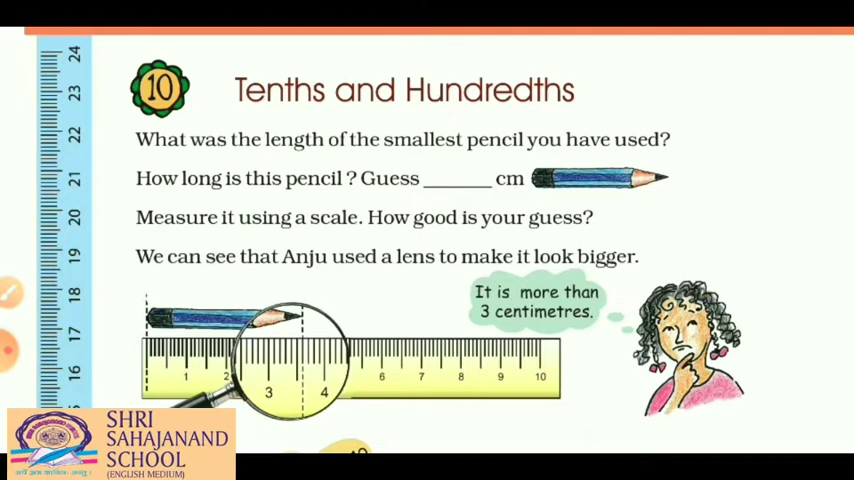 24
23
22
21
20
19
18
17
16
10
Tenths and Hundredths
What was the length of the smallest pencil you have used?
How long is this pencil ? Guess _______ cm
Measure it using a scale. How good is your guess?
We can see that Anju used a lens to make it look bigger.
It is more than
3 centimetres.
1 2 3 4 6 7 8 9 10
SHRI
SAHAJANAND
SCHOOL
(ENGLISH MEDIUM)